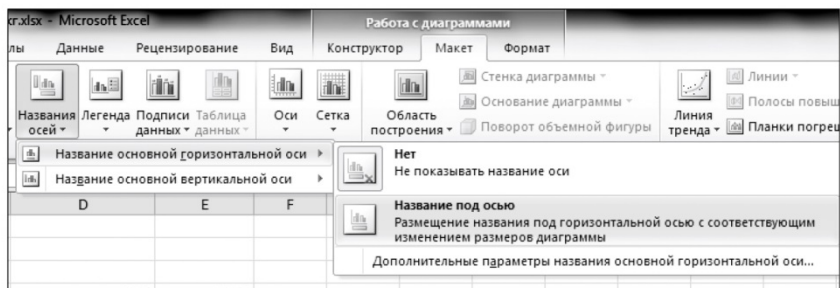 кг.xlsx - Microsoft Excel
Работа с диаграммами
лы Данные Рецензирование Вид Конструктор Макет Формат
Названия осей
Легенда
Подписи данных
Таблица данных
Оси
Сетка
Область построения
Стенка диаграммы
Основание диаграммы
Поворот объемной фигуры
Линия тренда
Линии
Полосы повыш
Планки погреш
Название основной горизонтальной оси
Название основной вертикальной оси
Нет
Не показывать название оси
Название под осью
Размещение названия под горизонтальной осью с соответствующим
изменением размеров диаграммы
Дополнительные параметры названия основной горизонтальной оси...
D E F